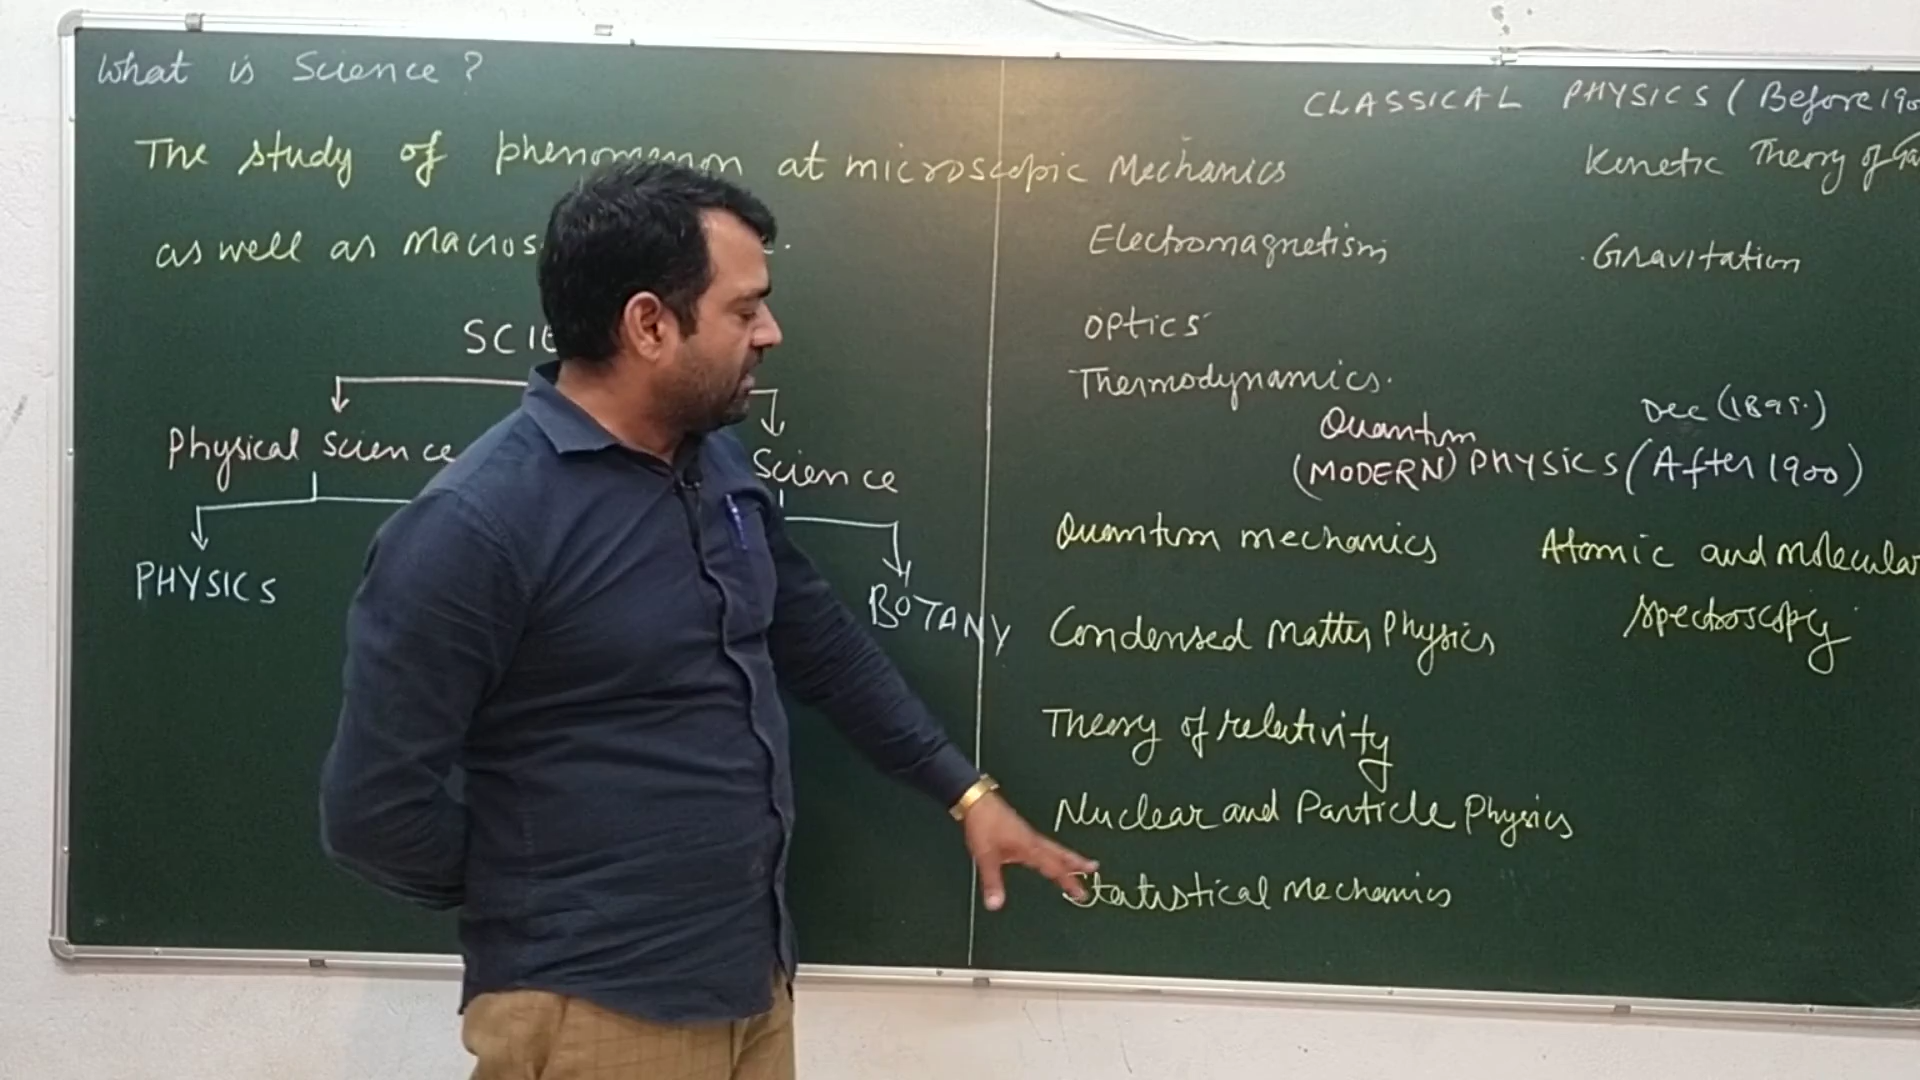 What is Science?
The study of phenomenon at microscopic
as well as Macros
SCIE
Physical Science
Science
PHYSICS
BOTANY
CLASSICAL PHYSICS (Before 190
Mechanics
Kinetic Theory of Ga
Electromagnetism
Gravitation
Optics
Thermodynamics.
Dec (1895.)
Quantum
(MODERN) PHYSICS (After 1900)
Quantum mechanics
Atomic and Molecular
Spectroscopy
Condensed Matter Physics
Theory of relativity
Nuclear and Particle Physics
Statistical Mechanics